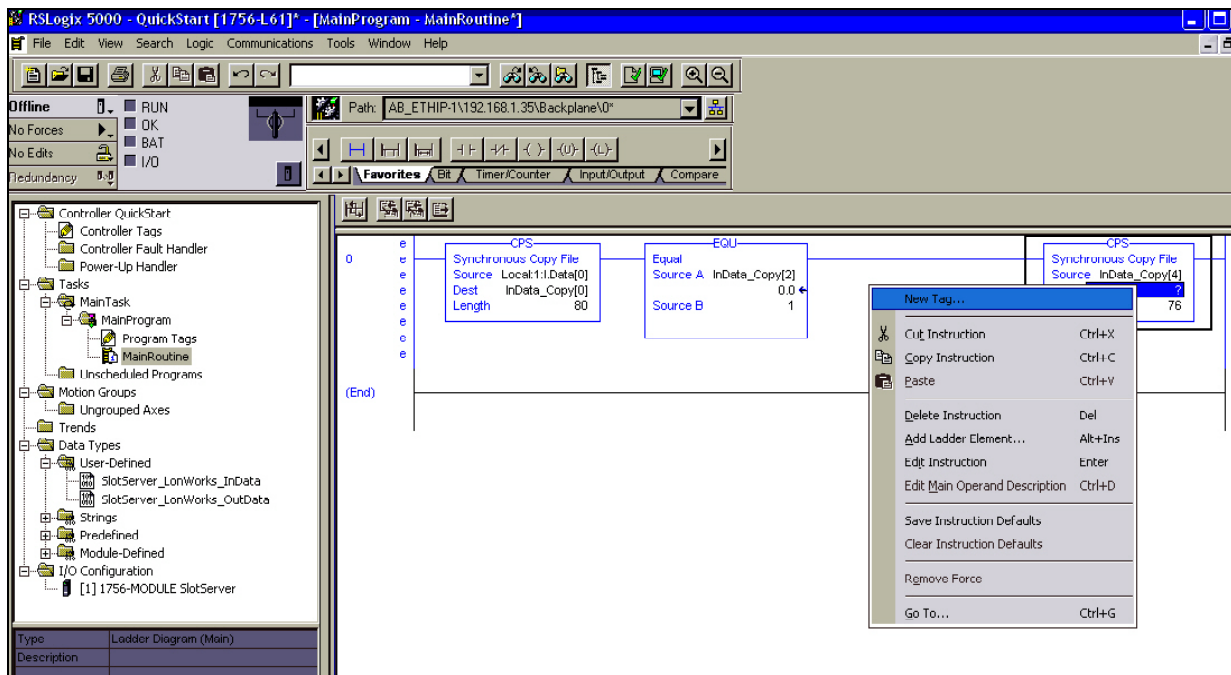 RSLogix 5000 - QuickStart [1756-L61]* - [MainProgram - MainRoutine*]
File Edit View Search Logic Communications Tools Window Help
Offline
RUN
No Forces
OK
No Edits
BAT
Redundancy
I/O
Path: AB_ETHIP-1\192.168.1.35\Backplane\0*
Favorites Bit Timer/Counter Input/Output Compare
Controller QuickStart
Controller Tags
Controller Fault Handler
Power-Up Handler
Tasks
MainTask
MainProgram
Program Tags
MainRoutine
Unscheduled Programs
Motion Groups
Ungrouped Axes
Trends
Data Types
User-Defined
SlotServer_LonWorks_InData
SlotServer_LonWorks_OutData
Strings
Predefined
Module-Defined
I/O Configuration
[1] 1756-MODULE SlotServer
Type Ladder Diagram (Main)
Description
0
e
e
e
e
e
e
e
e
CPS
Synchronous Copy File
Source Local:1:I.Data[0]
Dest InData_Copy[0]
Length 80
EQU
Equal
Source A InData_Copy[2]
0.0
Source B 1
CPS
Synchronous Copy File
Source InData_Copy[4]
?
76
(End)
New Tag...
Cut Instruction Ctrl+X
Copy Instruction Ctrl+C
Paste Ctrl+V
Delete Instruction Del
Add Ladder Element... Alt+Ins
Edit Instruction Enter
Edit Main Operand Description Ctrl+D
Save Instruction Defaults
Clear Instruction Defaults
Remove Force
Go To... Ctrl+G